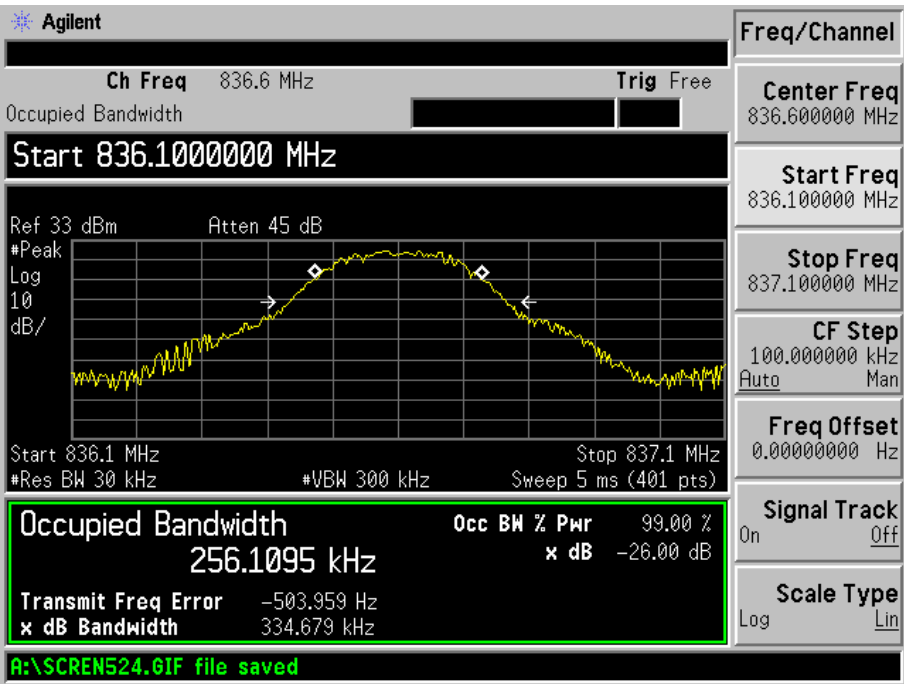 Agilent
Freq/Channel
Ch Freq 836.6 MHz Trig Free
Occupied Bandwidth
Start 836.1000000 MHz
Ref 33 dBm Atten 45 dB
#Peak
Log
10
dB/
Start 836.1 MHz Stop 837.1 MHz
#Res BW 30 kHz #VBW 300 kHz Sweep 5 ms (401 pts)
Occupied Bandwidth
256.1095 kHz
Occ BW % Pwr 99.00 %
x dB -26.00 dB
Transmit Freq Error -503.959 Hz
x dB Bandwidth 334.679 kHz
A:\SCREN524.GIF file saved
Center Freq
836.600000 MHz
Start Freq
836.100000 MHz
Stop Freq
837.100000 MHz
CF Step
100.000000 kHz
Auto Man
Freq Offset
0.00000000 Hz
Signal Track
On Off
Scale Type
Log Lin